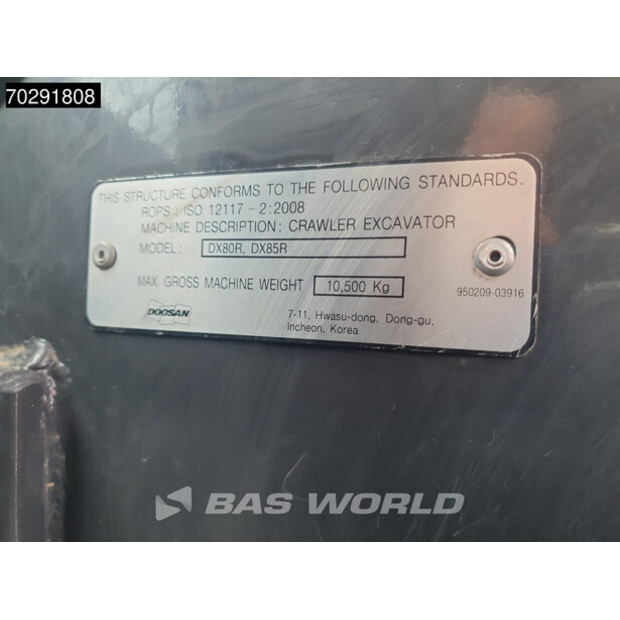 70291808
THIS STRUCTURE CONFORMS TO THE FOLLOWING STANDARDS.
ROPS : ISO 12117 - 2:2008
MACHINE DESCRIPTION: CRAWLER EXCAVATOR
MODEL: DX80R, DX85R
MAX. GROSS MACHINE WEIGHT 10,500 Kg
950209-03916
DOOSAN
7-11, Hwasu-dong, Dong-gu,
Incheon, Korea
BAS WORLD